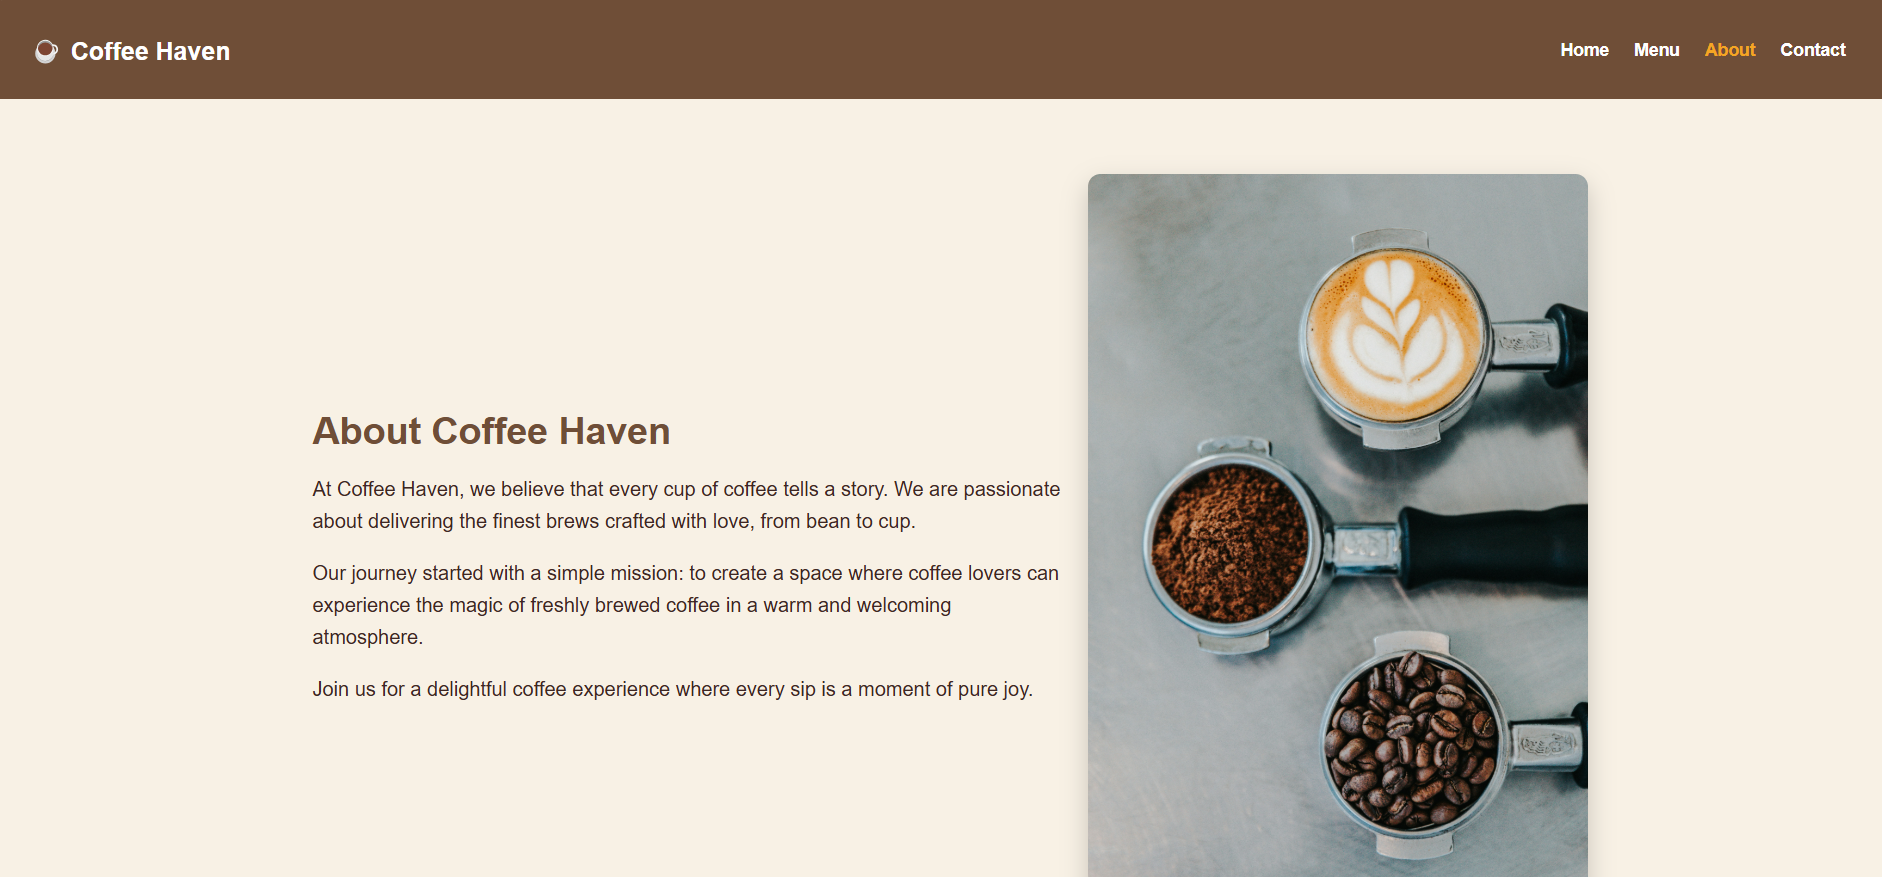 Coffee Haven
Home Menu About Contact
About Coffee Haven
At Coffee Haven, we believe that every cup of coffee tells a story. We are passionate
about delivering the finest brews crafted with love, from bean to cup.
Our journey started with a simple mission: to create a space where coffee lovers can
experience the magic of freshly brewed coffee in a warm and welcoming
atmosphere.
Join us for a delightful coffee experience where every sip is a moment of pure joy.